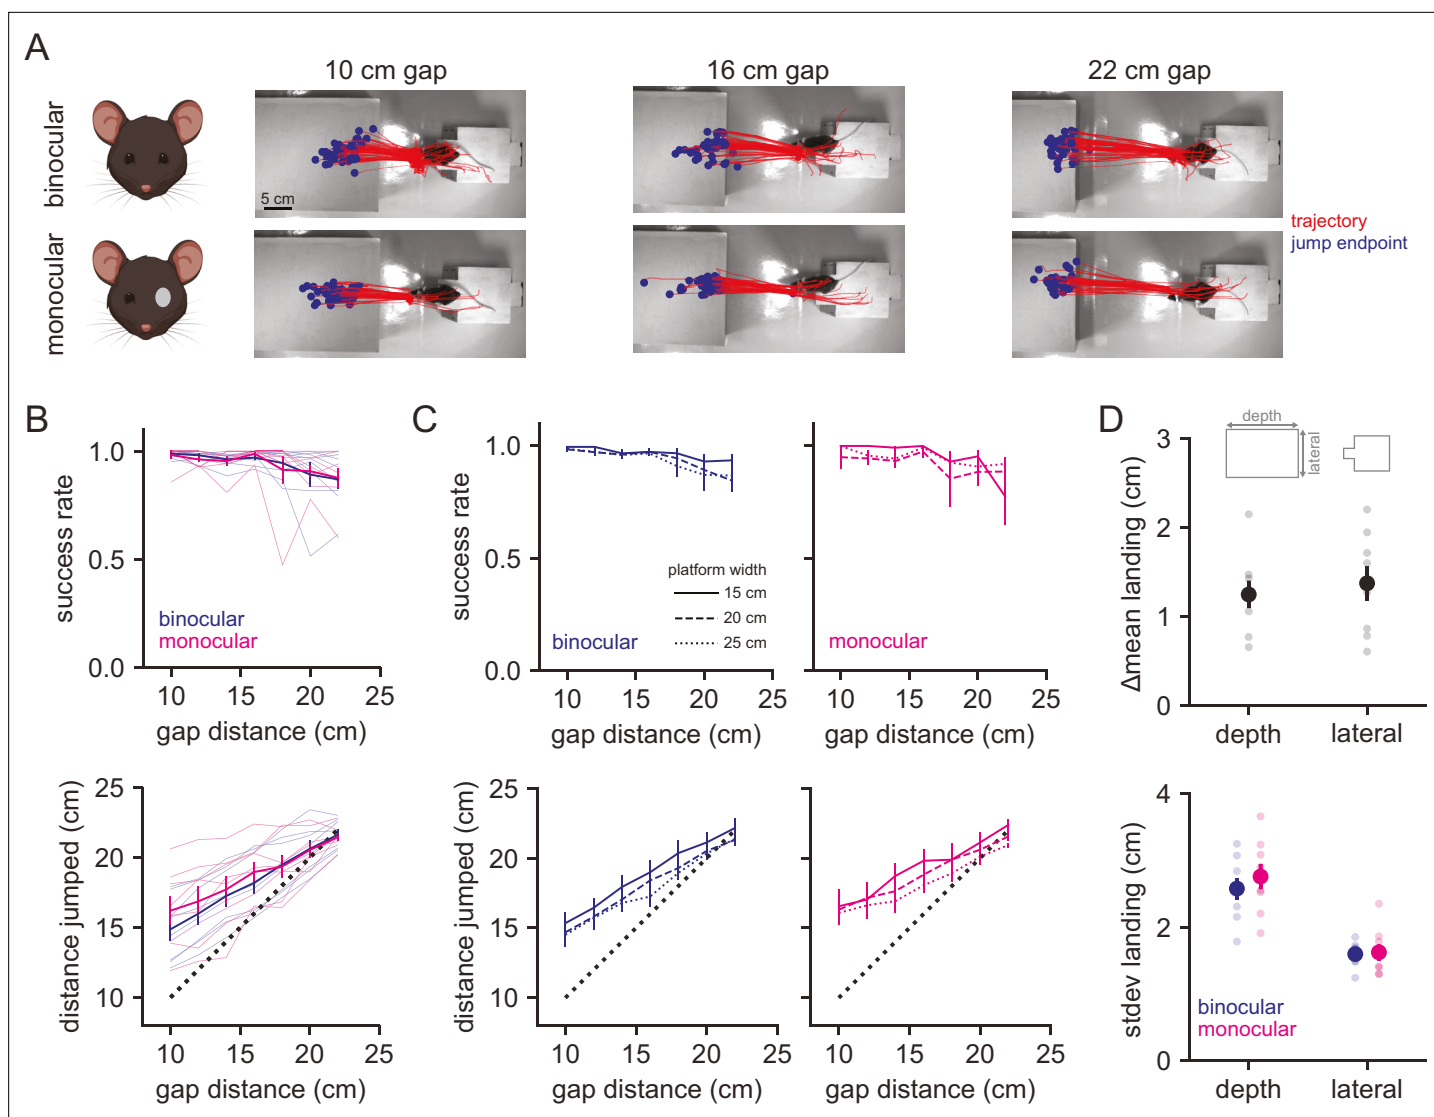 A
10 cm gap
16 cm gap
22 cm gap
binocular
5 cm
monocular
trajectory
jump endpoint
B
success rate
1.0
0.5
0.0
binocular
monocular
10
15
20
25
gap distance (cm)
distance jumped (cm)
25
20
15
10
10
15
20
25
gap distance (cm)
C
success rate
1.0
0.5
0.0
platform width
15 cm
20 cm
25 cm
binocular
10
15
20
25
gap distance (cm)
monocular
10
15
20
25
gap distance (cm)
distance jumped (cm)
25
20
15
10
10
15
20
25
gap distance (cm)
10
15
20
25
gap distance (cm)
D
depth
lateral
Δmean landing (cm)
3
2
1
0
depth
lateral
stdev landing (cm)
4
2
0
binocular
monocular
depth
lateral